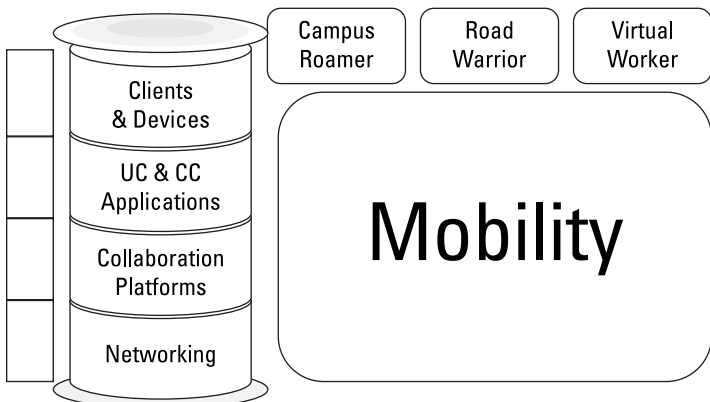 Campus
Roamer
Road
Warrior
Virtual
Worker
Clients
& Devices
UC & CC
Applications
Collaboration
Platforms
Networking
Mobility